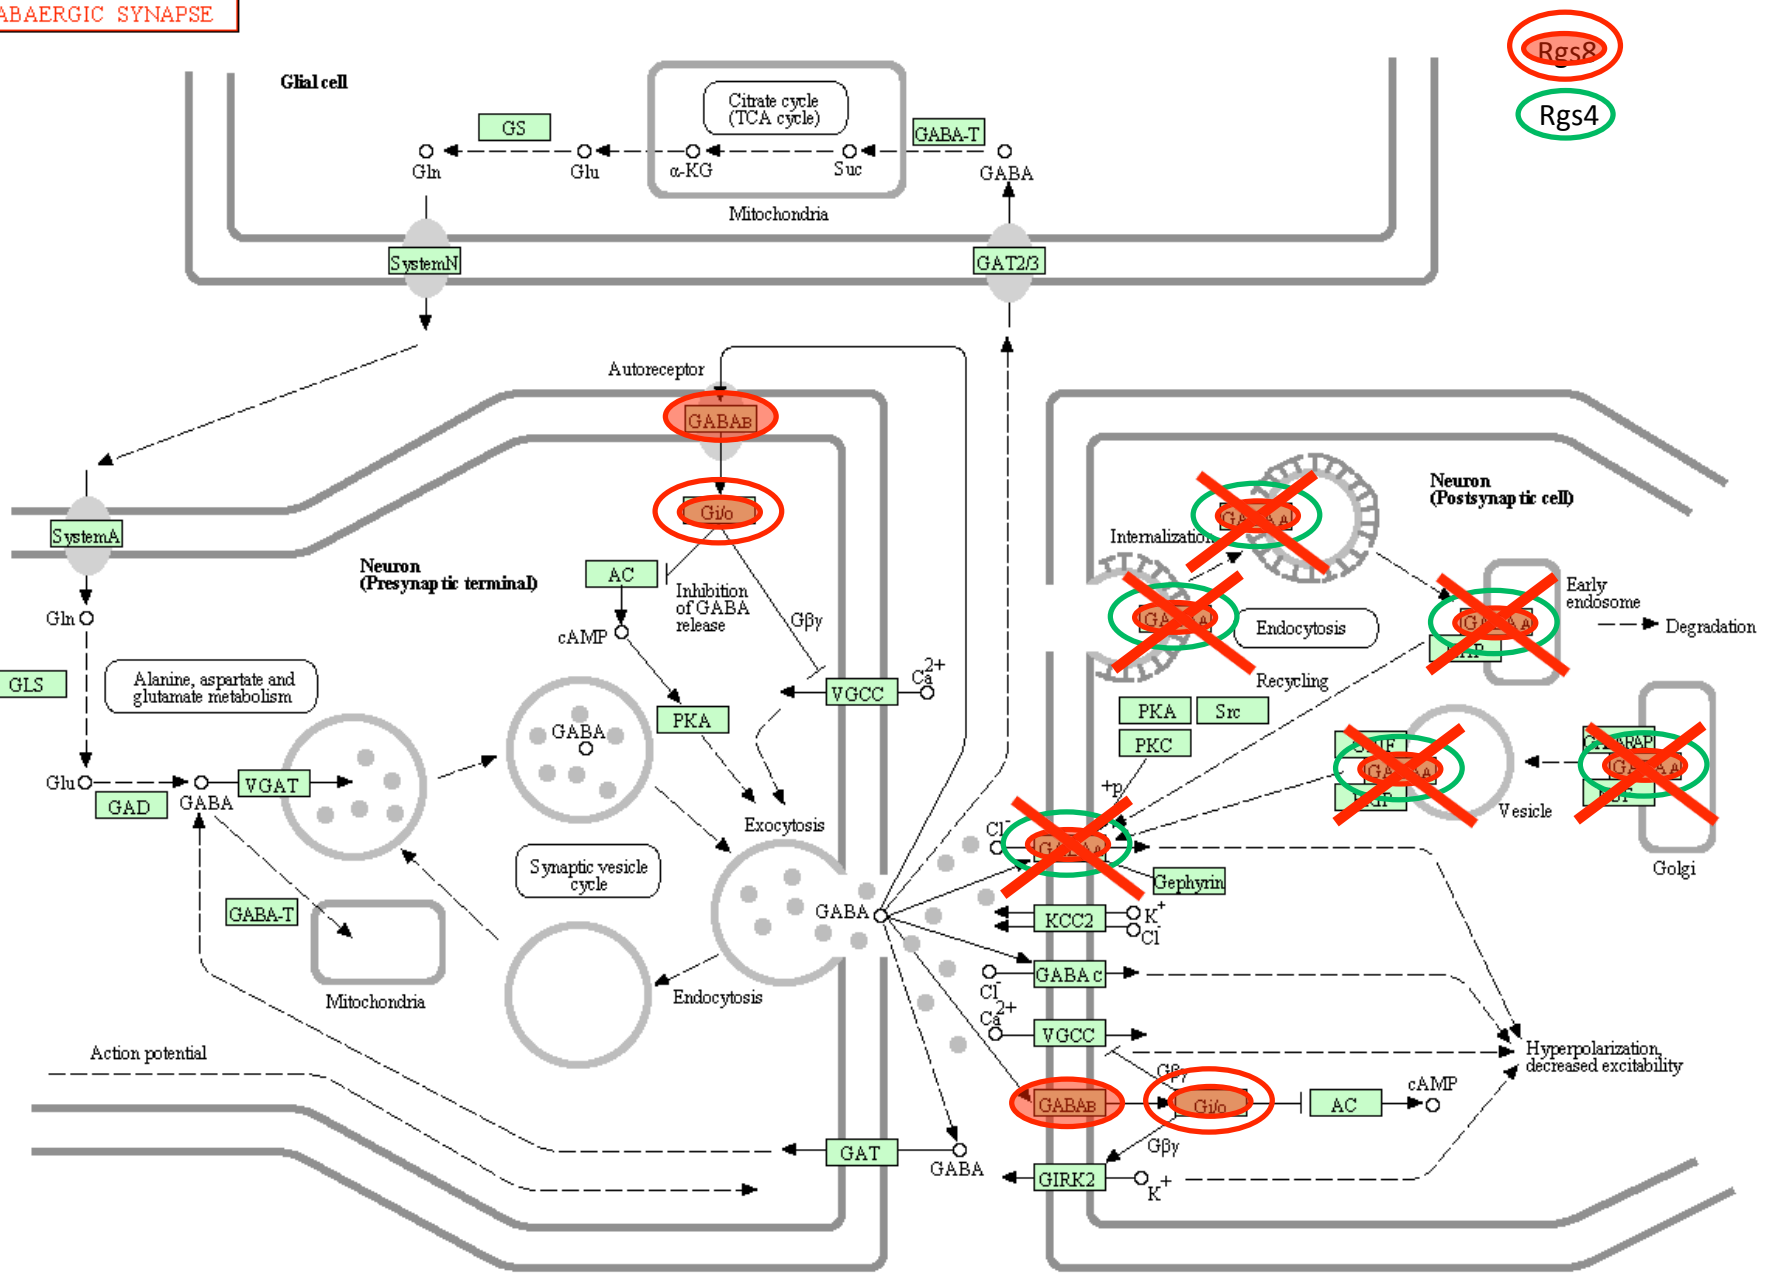 ABAERGIC SYNAPSE
Rgs8
Rgs4
Glial cell
Citrate cycle
(TCA cycle)
GS
GABA-T
Gln
Glu
α-KG
Suc
GABA
Mitochondria
SystemN
GAT2/3
Autoreceptor
GABAB
Gi/o
SystemA
Neuron
(Presynaptic terminal)
AC
Inhibition
of GABA
release
Gβγ
cAMP
Gln
GLS
Alanine, aspartate and
glutamate metabolism
PKA
VGCC
Ca2+
GABA
Glu
GAD
GABA
VGAT
Exocytosis
Synaptic vesicle
cycle
GABA-T
GABA
Mitochondria
Endocytosis
Action potential
GAT
GABA
Neuron
(Postsynaptic cell)
Internalization
Early
endosome
Endocytosis
Degradation
Recycling
PKA
Src
PKC
+p
Vesicle
Golgi
Cl-
Gephyrin
KCC2
K+
Cl-
GABAC
Cl-
Ca2+
VGCC
Hyperpolarization,
decreased excitability
Gβγ
GABAB
Gi/o
AC
cAMP
Gβγ
GIRK2
K+